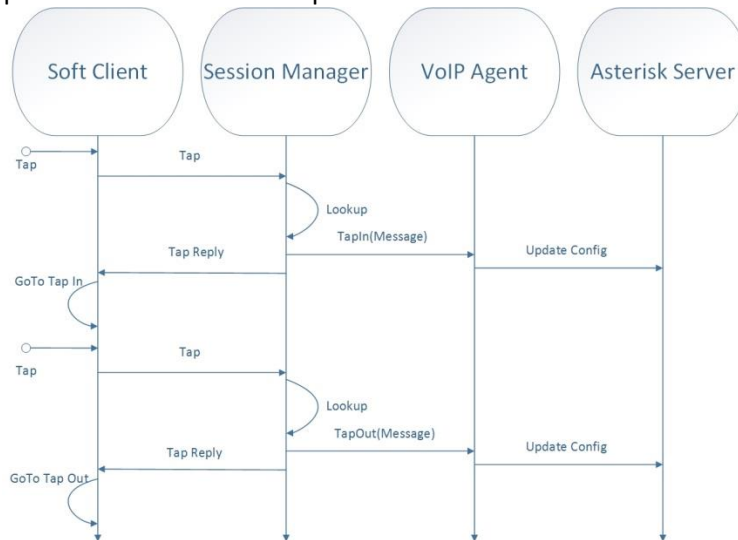 Soft Client
Session Manager
VoIP Agent
Asterisk Server
Tap
Tap
Lookup
TapIn(Message)
Tap Reply
Update Config
GoTo Tap In
Tap
Tap
Lookup
TapOut(Message)
Tap Reply
Update Config
GoTo Tap Out